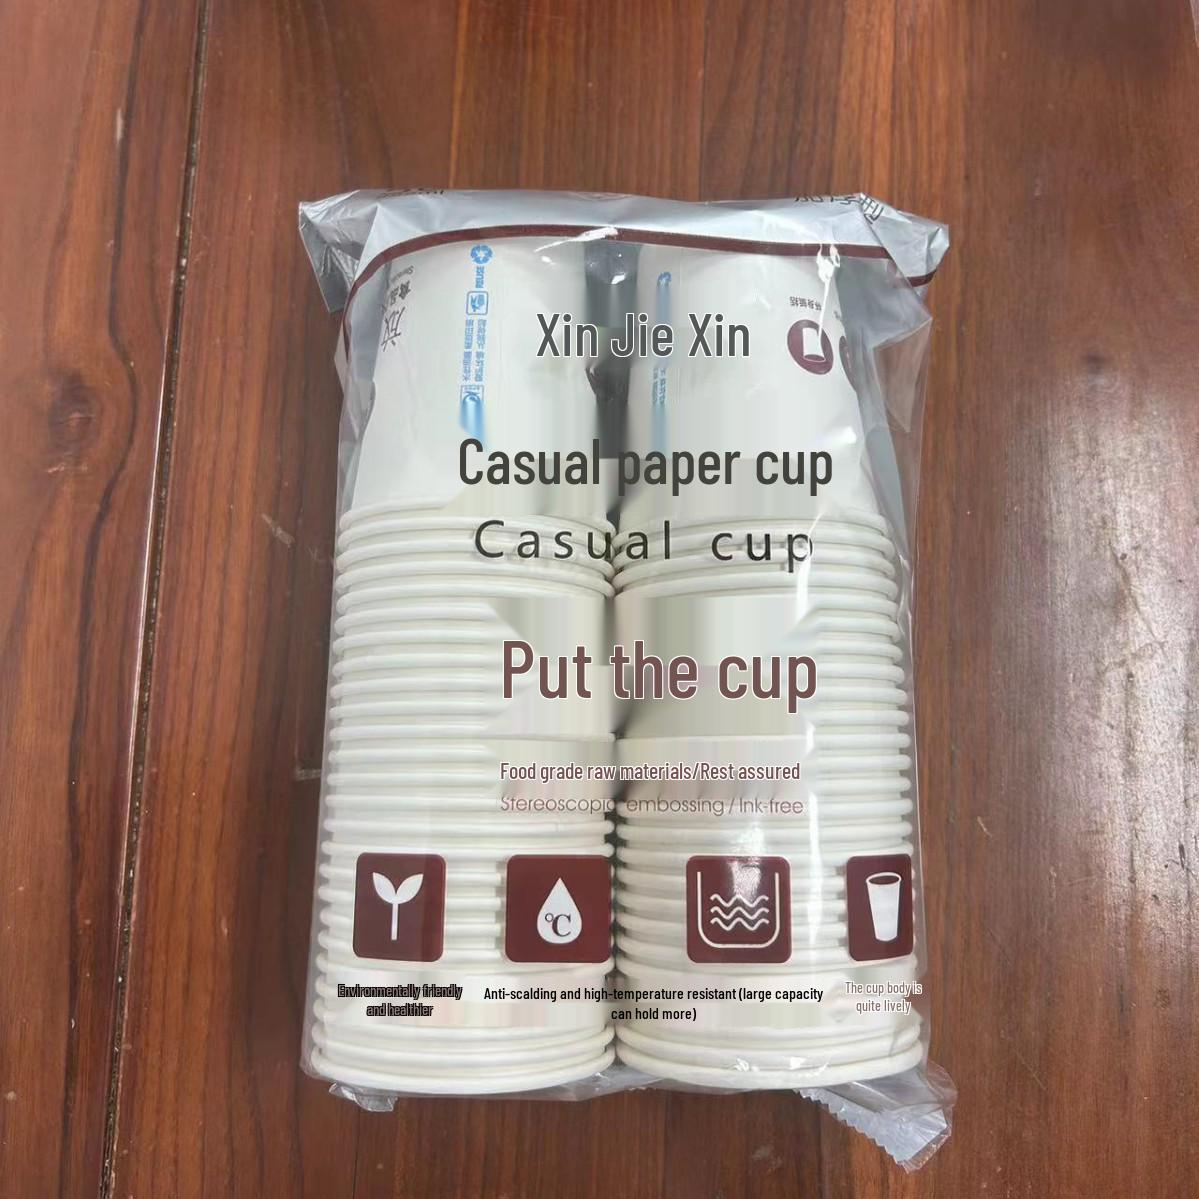 REUSE
Xin Jie Xin
Casual paper cup
Casual cup
Put the cup
Food grade raw materials/Rest assured
Stereoscopic embossing / Ink-free
°C
Environmentally friendly
and healthier
Anti-scalding and high-temperature resistant (large capacity
can hold more)
The cup body is
quite lively